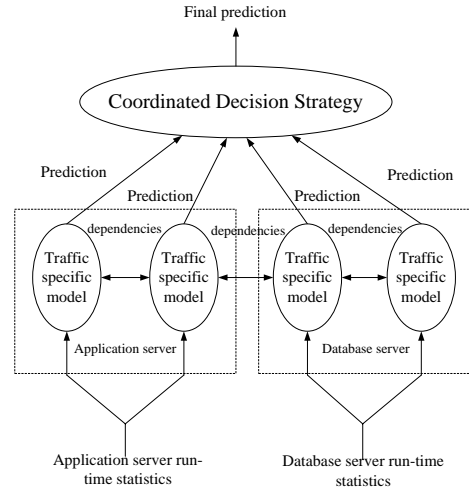 Final prediction
Coordinated Decision Strategy
Prediction
Prediction
Prediction
Prediction
dependencies
dependencies
dependencies
Traffic
specific
model
Traffic
specific
model
Traffic
specific
model
Traffic
specific
model
Application server
Database server
Application server run-
time statistics
Database server run-time
statistics